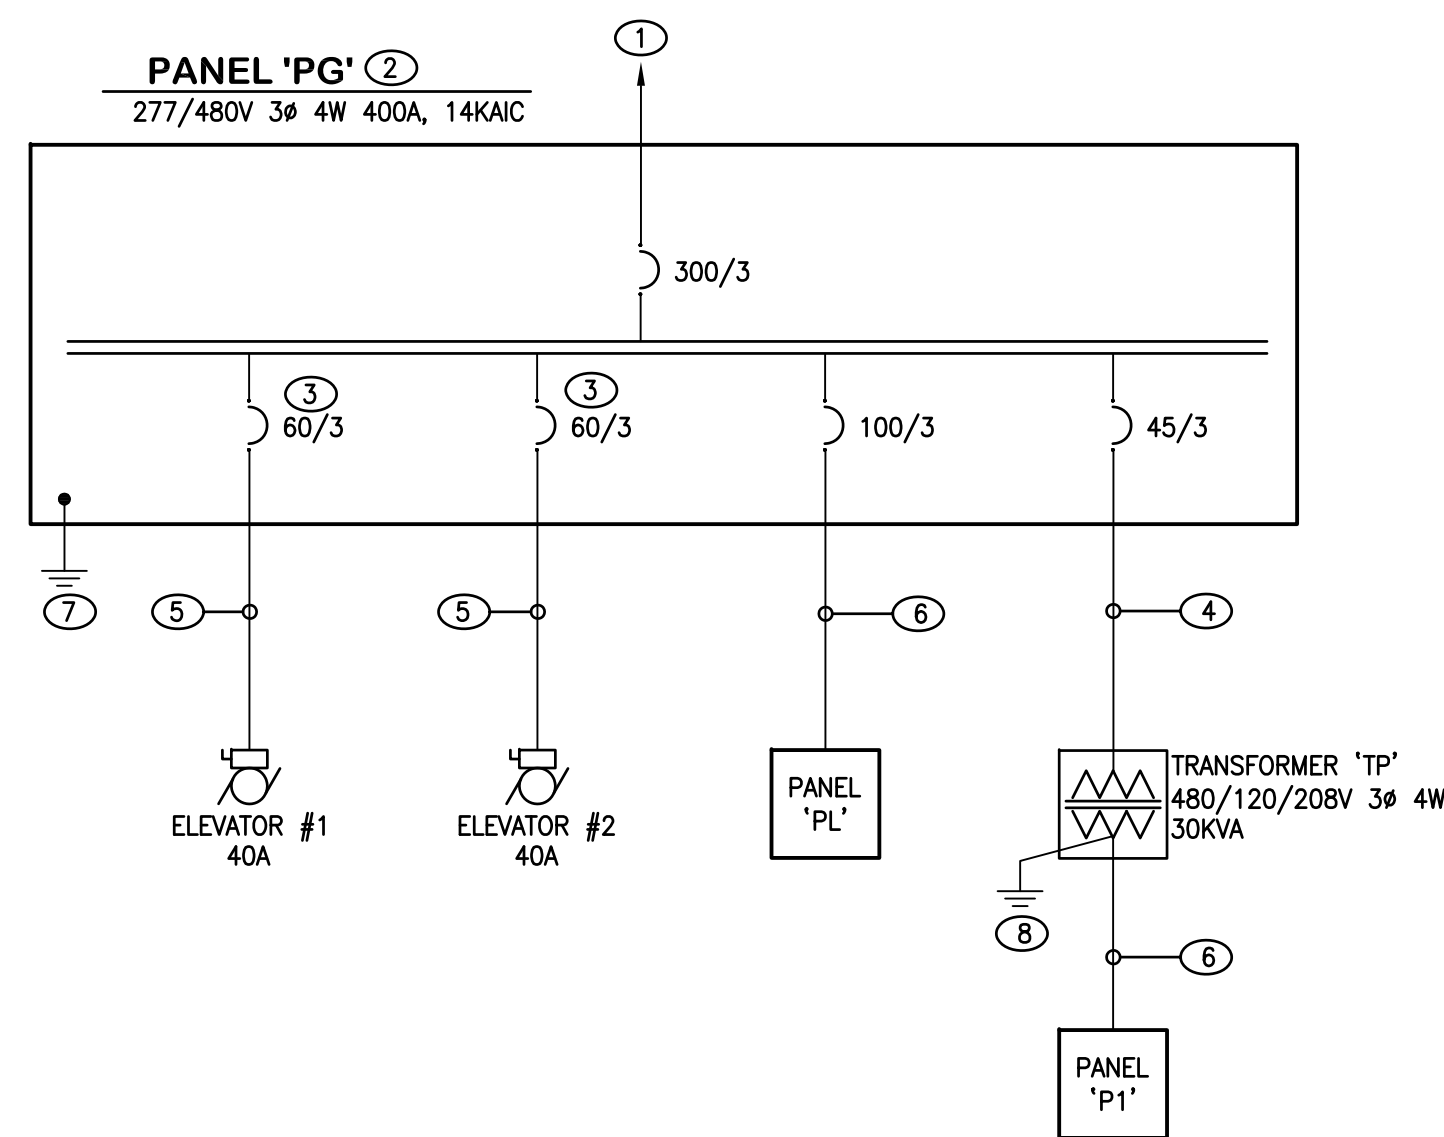 1
PANEL 'PG' 2
277/480V 3ø 4W 400A, 14KAIC
300/3
3
60/3
3
60/3
100/3
45/3
7
5
5
6
4
ELEVATOR #1
40A
ELEVATOR #2
40A
PANEL
'PL'
TRANSFORMER 'TP'
480/120/208V 3ø 4W
30KVA
8
6
PANEL
'P1'